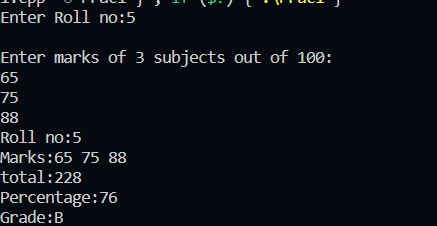 Enter Roll no:5
Enter marks of 3 subjects out of 100:
65
75
88
Roll no:5
Marks:65 75 88
total:228
Percentage:76
Grade:B